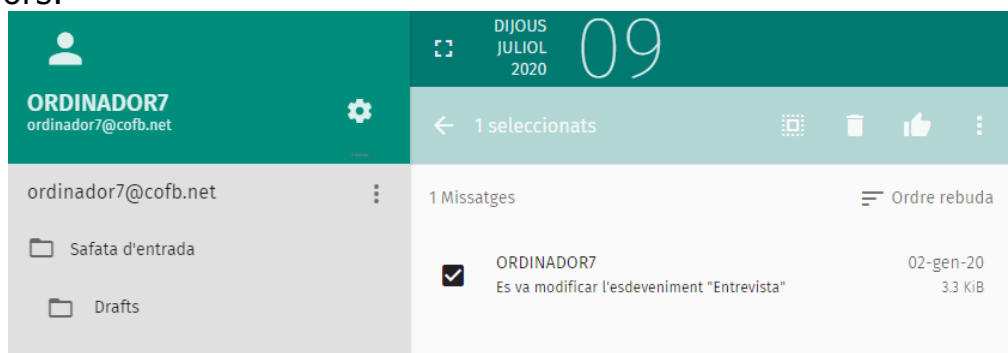 ors.
DIJOUS
JULIOL
2020
09
ORDINADOR7
ordinador7@cofb.net
1 seleccionats
ordinador7@cofb.net
1 Missatges
Ordre rebuda
Safata d'entrada
ORDINADOR7
02-gen-20
Es va modificar l'esdeveniment "Entrevista"
3.3 KiB
Drafts